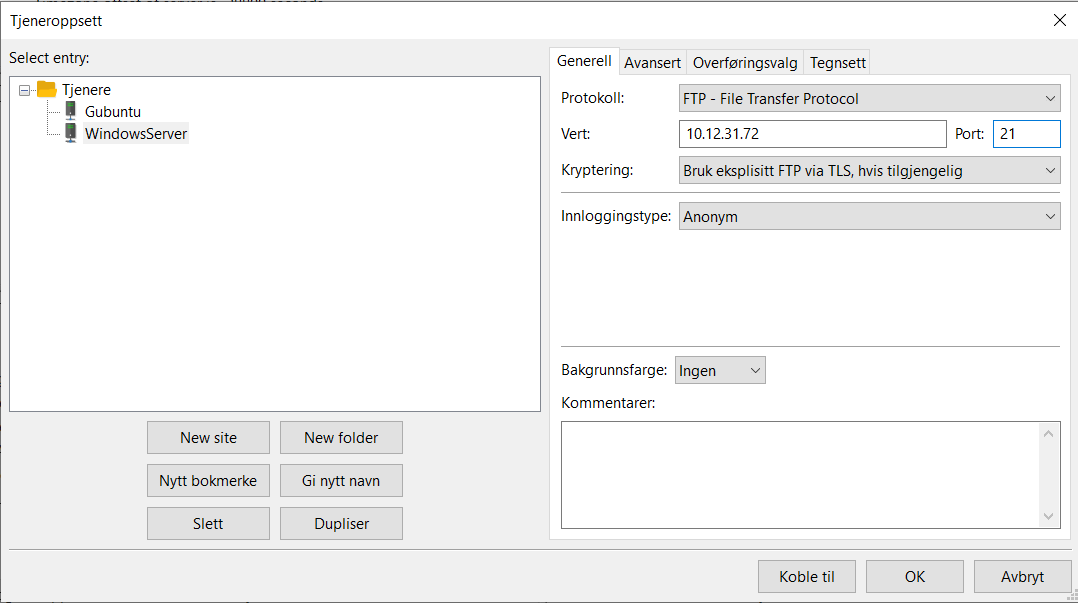 Tjeneroppsett
Select entry:
Tjenere
Gubuntu
WindowsServer
New site
New folder
Nytt bokmerke
Gi nytt navn
Slett
Dupliser
Generell
Avansert
Overføringsvalg
Tegnsett
Protokoll:
FTP - File Transfer Protocol
Vert:
10.12.31.72
Port:
21
Kryptering:
Bruk eksplisitt FTP via TLS, hvis tilgjengelig
Innloggingstype:
Anonym
Bakgrunnsfarge:
Ingen
Kommentarer:
Koble til
OK
Avbryt